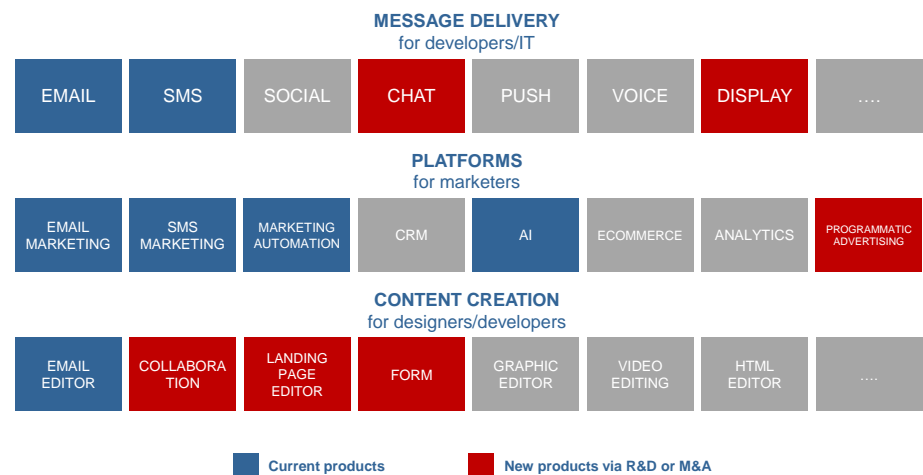 MESSAGE DELIVERY
for developers/IT
EMAIL
SMS
SOCIAL
CHAT
PUSH
VOICE
DISPLAY
....
PLATFORMS
for marketers
EMAIL
MARKETING
SMS
MARKETING
MARKETING
AUTOMATION
CRM
AI
ECOMMERCE
ANALYTICS
PROGRAMMATIC
ADVERTISING
CONTENT CREATION
for designers/developers
EMAIL
EDITOR
COLLABORA
TION
LANDING
PAGE
EDITOR
FORM
GRAPHIC
EDITOR
VIDEO
EDITING
HTML
EDITOR
....
Current products
New products via R&D or M&A